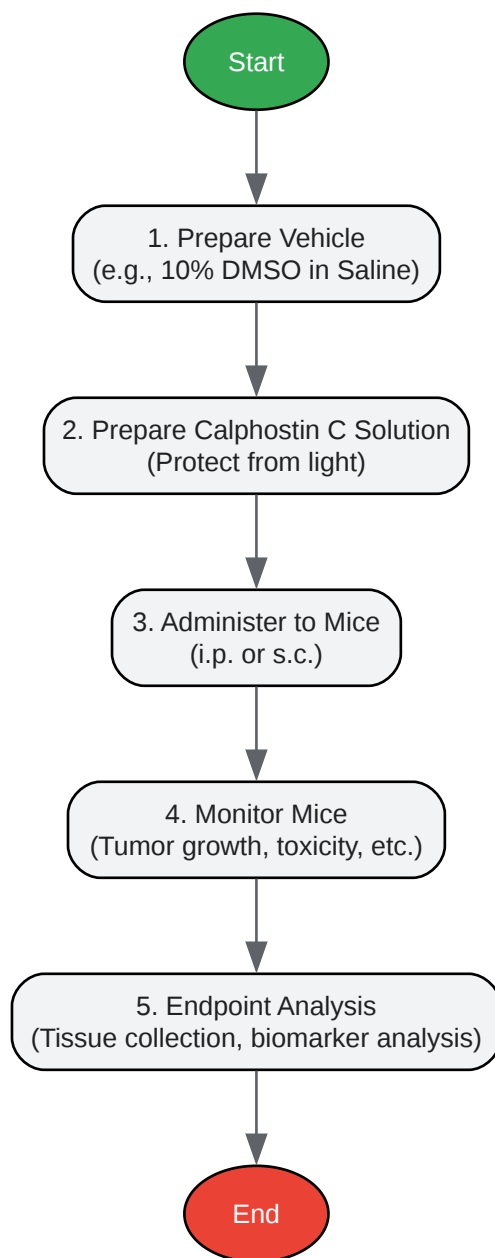 Start
1. Prepare Vehicle
(e.g., 10% DMSO in Saline)
2. Prepare Calphostin C Solution
(Protect from light)
3. Administer to Mice
(i.p. or s.c.)
4. Monitor Mice
(Tumor growth, toxicity, etc.)
5. Endpoint Analysis
(Tissue collection, biomarker analysis)
End